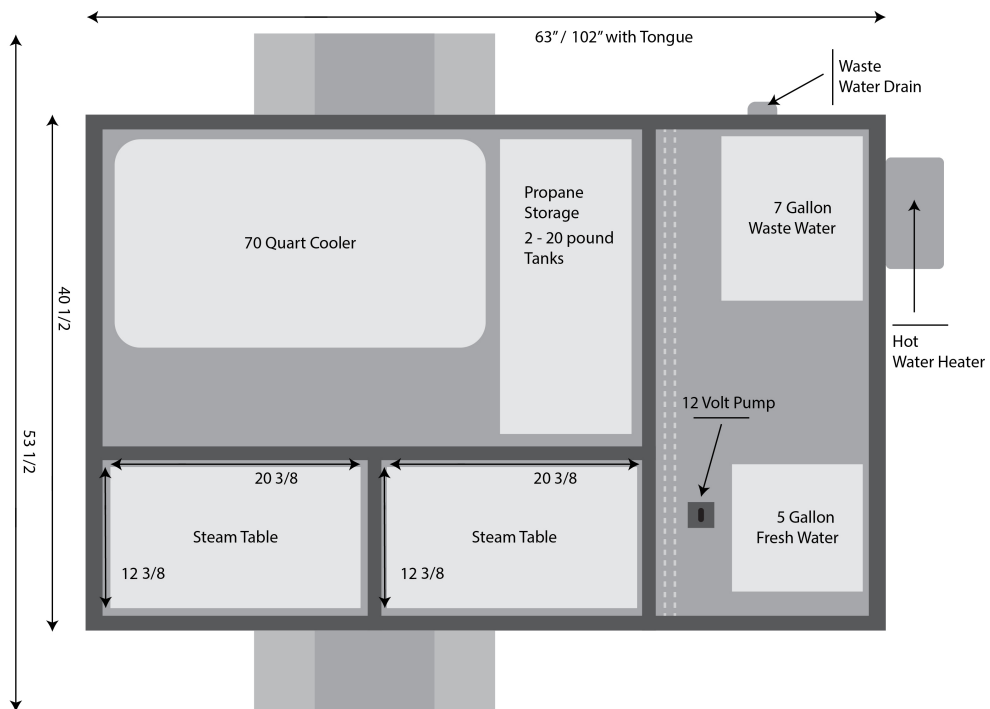 63” / 102” with Tongue
Waste
Water Drain
Propane
Storage
2 - 20 pound
Tanks
7 Gallon
Waste Water
70 Quart Cooler
40 1/2
Hot
Water Heater
12 Volt Pump
53 1/2
20 3/8
20 3/8
5 Gallon
Fresh Water
Steam Table
Steam Table
12 3/8
12 3/8